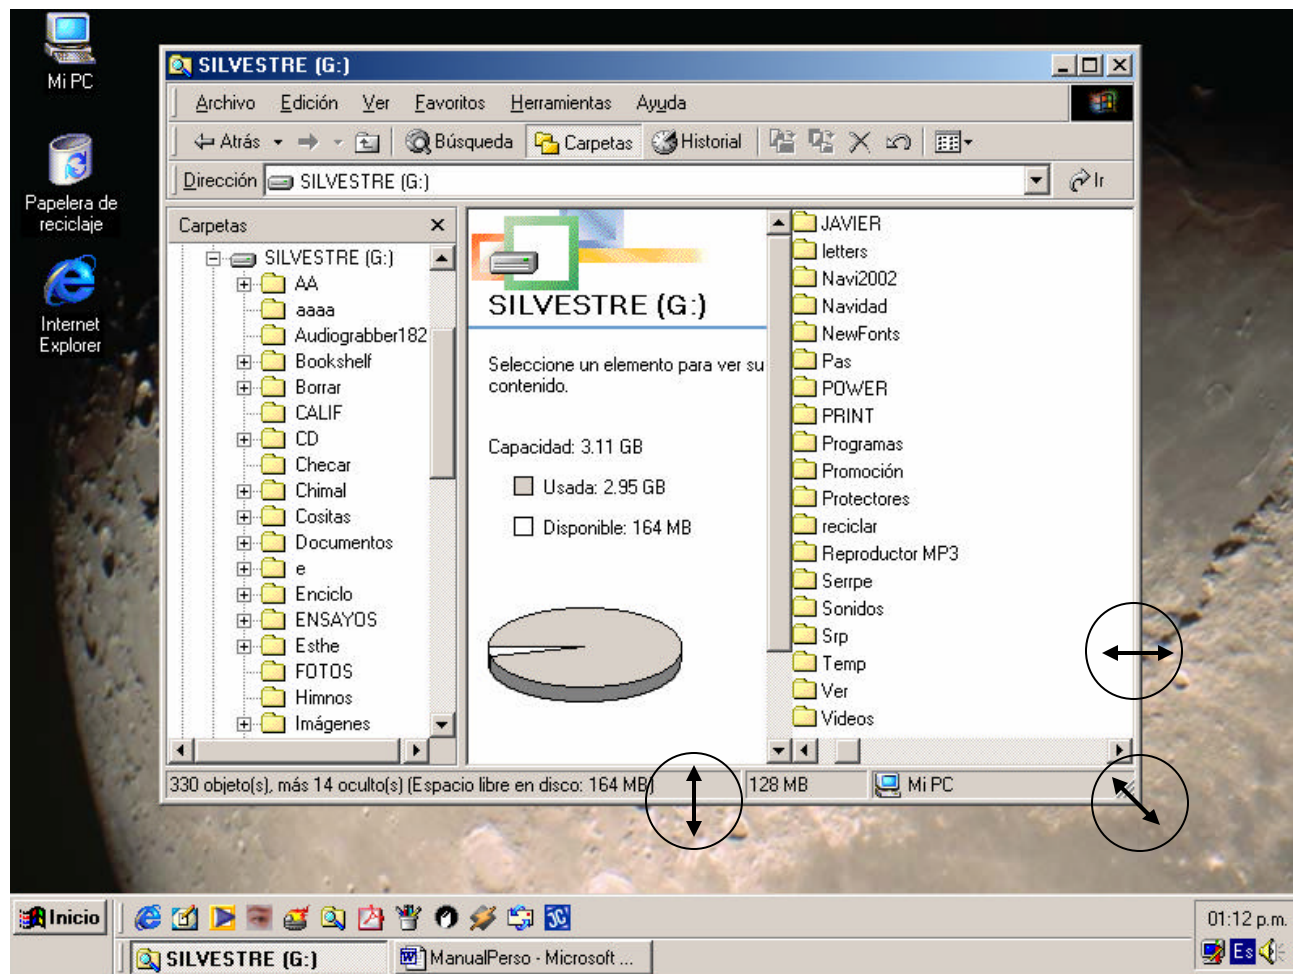 Mi PC
Papelera de
reciclaje
Internet
Explorer
SILVESTRE (G:)
Archivo Edición Ver Favoritos Herramientas Ayuda
Atrás Búsqueda Carpetas Historial
Dirección SILVESTRE (G:) Ir
Carpetas
SILVESTRE (G:)
AA
aaaa
Audiograbber182
Bookshelf
Borrar
CALIF
CD
Checar
Chimal
Cositas
Documentos
e
Enciclo
ENSAYOS
Esthe
FOTOS
Himnos
Imágenes
SILVESTRE (G:)
Seleccione un elemento para ver su
contenido.
Capacidad: 3.11 GB
Usada: 2.95 GB
Disponible: 164 MB
JAVIER
letters
Navi2002
Navidad
NewFonts
Pas
POWER
PRINT
Programas
Promoción
Protectores
reciclar
Reproductor MP3
Serrpe
Sonidos
Srp
Temp
Ver
Videos
330 objeto(s), más 14 oculto(s) (Espacio libre en disco: 164 MB) 128 MB Mi PC
Inicio 01:12 p.m.
SILVESTRE (G:) ManualPerso - Microsoft ... Es